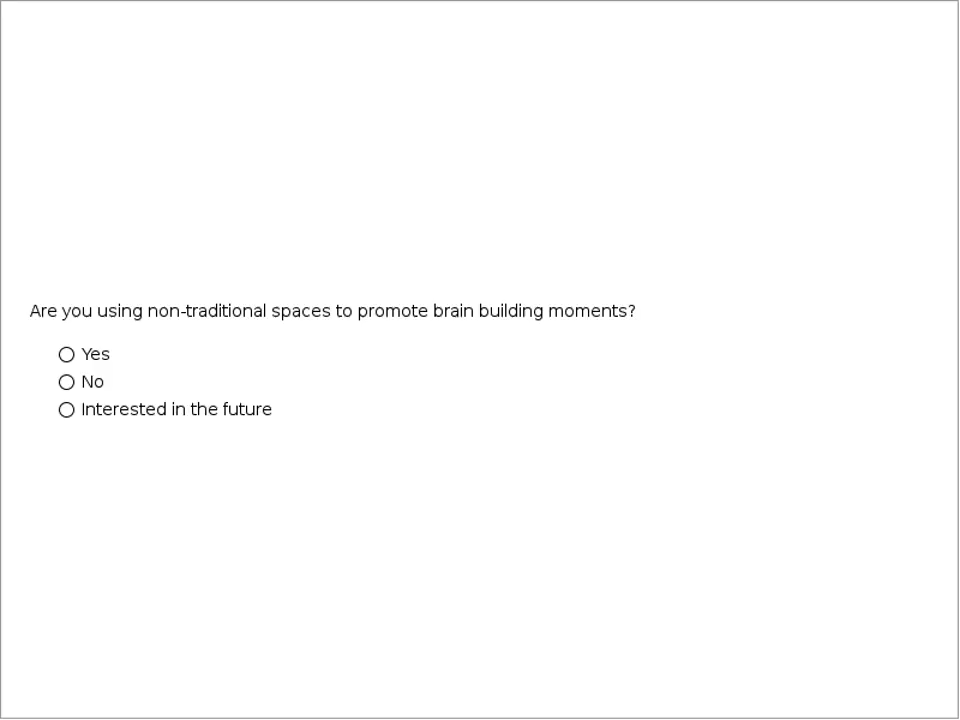 Are you using non-traditional spaces to promote brain building moments?
Yes
No
Interested in the future